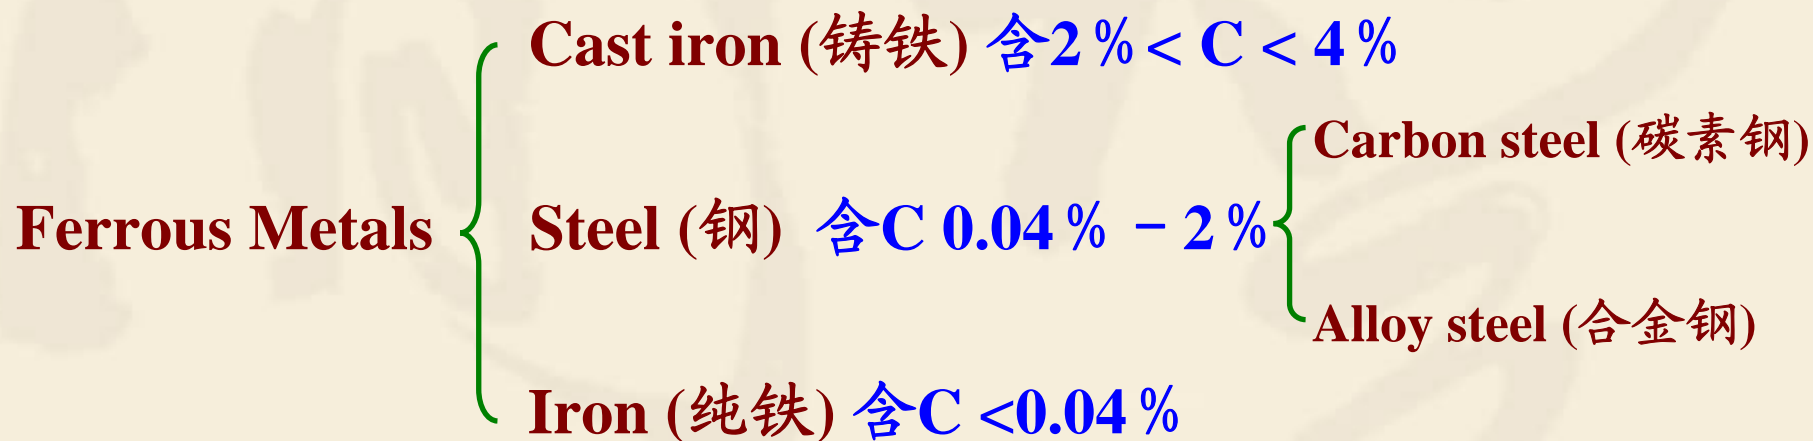 Cast iron (铸铁) 含2％< C < 4％
Carbon steel (碳素钢)
Ferrous Metals
Steel (钢) 含C 0.04％ － 2％
Alloy steel (合金钢)
Iron (纯铁) 含C <0.04％